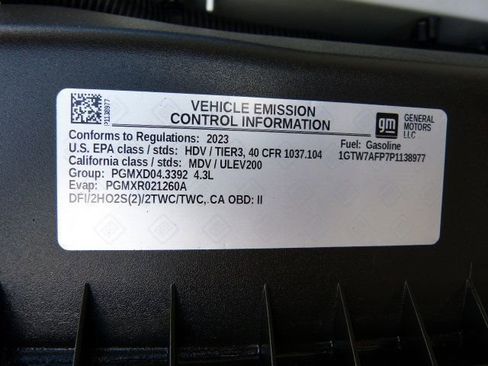 P1138977
VEHICLE EMISSION
CONTROL INFORMATION
gm
GENERAL
MOTORS
LLC
Conforms to Regulations: 2023
Fuel: Gasoline
U.S. EPA class / stds: HDV / TIER3, 40 CFR 1037.104
1GTW7AFP7P1138977
California class / stds: MDV / ULEV200
Group: PGMXD04.3392 4.3L
Evap: PGMXR021260A
DFI/2HO2S(2)/2TWC/TWC, CA OBD: II